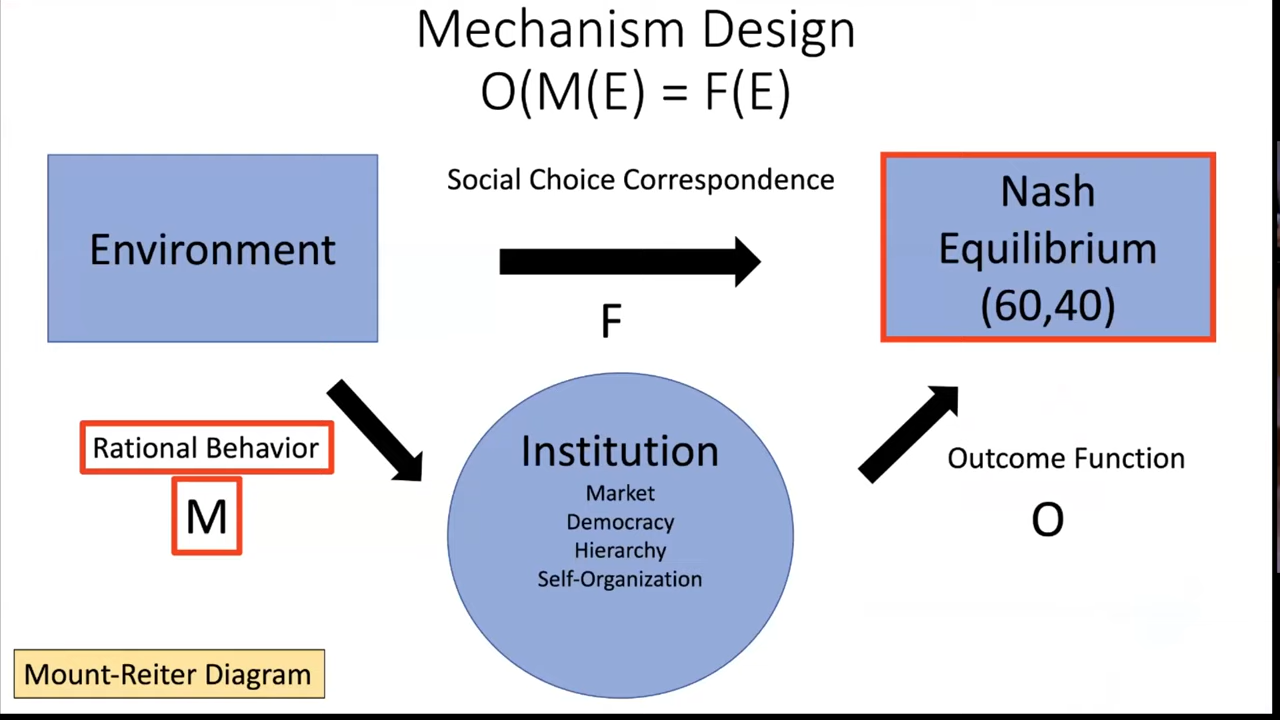 Mechanism Design
O(M(E) = F(E)
Social Choice Correspondence
Environment
F
Nash
Equilibrium
(60,40)
Rational Behavior
M
Institution
Market
Democracy
Hierarchy
Self-Organization
Outcome Function
O
Mount-Reiter Diagram